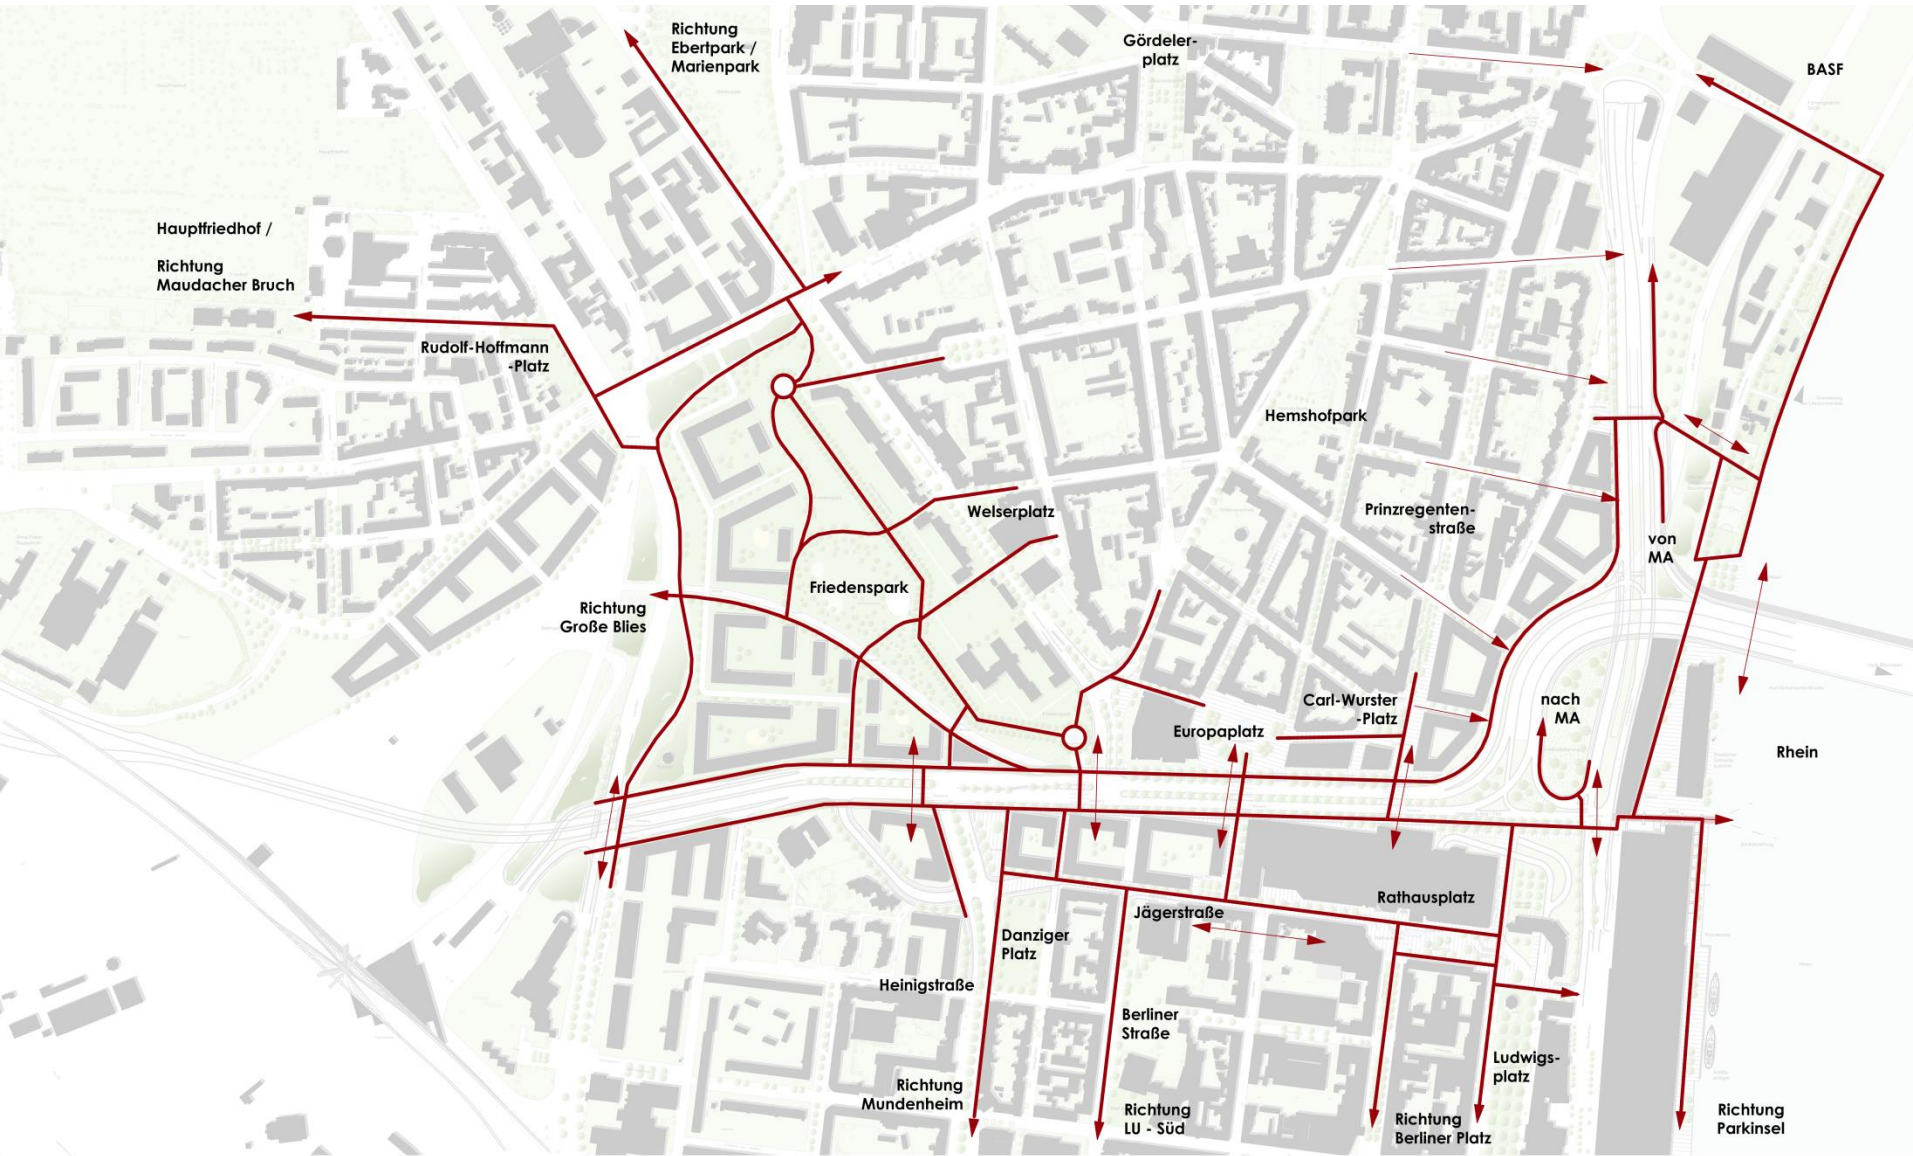 Richtung
Ebertpark /
Marienpark
Gördeler-
platz
BASF
Hauptfriedhof /
Richtung
Maudacher Bruch
Rudolf-Hoffmann
-Platz
Hemshofpark
Welserplatz
Prinzregenten-
straße
von
MA
Friedenspark
Richtung
Große Blies
Carl-Wurster
-Platz
nach
MA
Europaplatz
Rhein
Rathausplatz
Jägerstraße
Danziger
Platz
Heinigstraße
Berliner
Straße
Ludwigs-
platz
Richtung
Mundenheim
Richtung
LU - Süd
Richtung
Berliner Platz
Richtung
Parkinsel